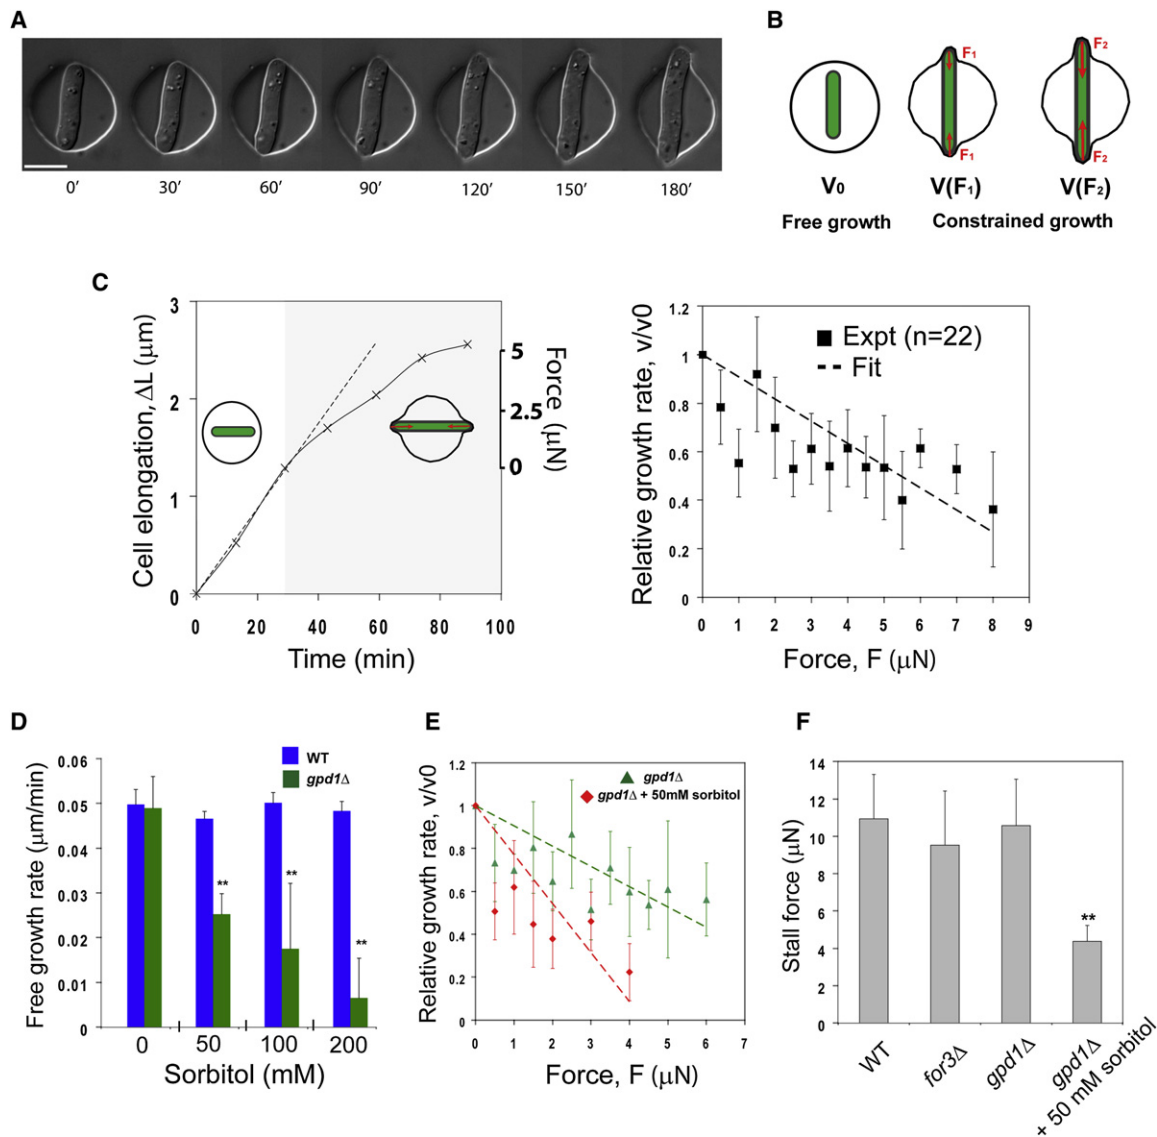 A
0′ 30′ 60′ 90′ 120′ 150′ 180′
B
F1 F2
F1 F2
V0 V(F1) V(F2)
Free growth Constrained growth
C
Cell elongation, ΔL (μm)
3
2
1
0
0 20 40 60 80 100
Time (min)
5
2.5
0
Force (μN)
Relative growth rate, v/v0
1.2
1
0.8
0.6
0.4
0.2
0
Expt (n=22)
Fit
0 1 2 3 4 5 6 7 8 9
Force, F (μN)
D
Free growth rate (μm/min)
0.06
0.05
0.04
0.03
0.02
0.01
0
WT
gpd1Δ
**
**
**
0 50 100 200
Sorbitol (mM)
E
Relative growth rate, v/v0
1.2
1
0.8
0.6
0.4
0.2
0
gpd1Δ
gpd1Δ + 50mM sorbitol
0 1 2 3 4 5 6 7
Force, F (μN)
F
Stall force (μN)
14
12
10
8
6
4
2
0
**
WT
for3Δ
gpd1Δ
gpd1Δ
+ 50 mM sorbitol